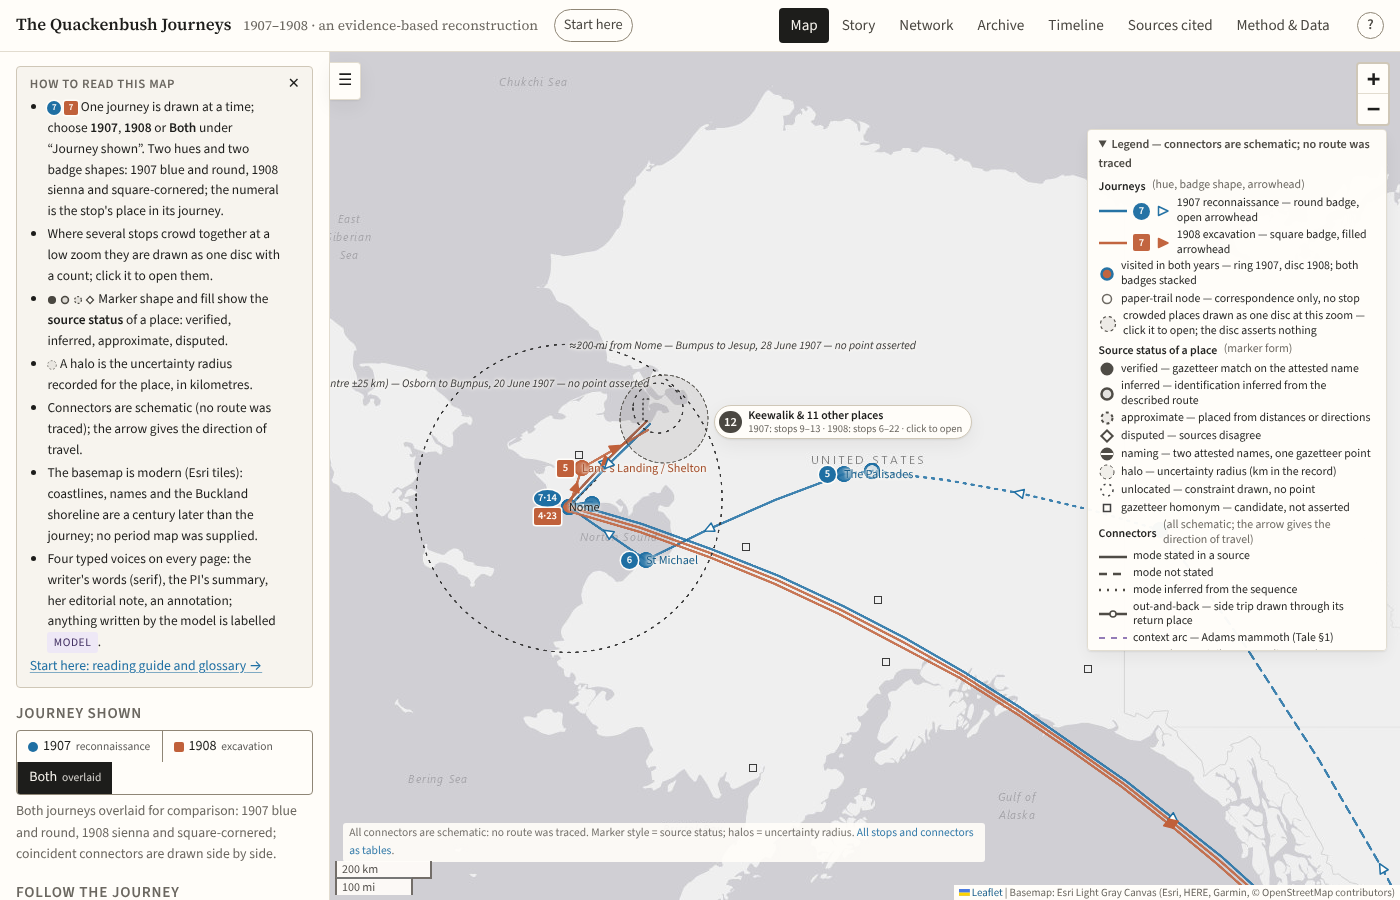 The Quackenbush Journeys 1907–1908 · an evidence-based reconstruction Start here Map Story Network Archive Timeline Sources cited Method & Data ?
HOW TO READ THIS MAP ✕
7 7 One journey is drawn at a time;
choose 1907, 1908 or Both under
“Journey shown”. Two hues and two
badge shapes: 1907 blue and round, 1908
sienna and square-cornered; the numeral
is the stop's place in its journey.
Where several stops crowd together at a
low zoom they are drawn as one disc with
a count; click it to open them.
Marker shape and fill show the
source status of a place: verified,
inferred, approximate, disputed.
A halo is the uncertainty radius
recorded for the place, in kilometres.
Connectors are schematic (no route was
traced); the arrow gives the direction of
travel.
The basemap is modern (Esri tiles):
coastlines, names and the Buckland
shoreline are a century later than the
journey; no period map was supplied.
Four typed voices on every page: the
writer's words (serif), the PI's summary,
her editorial note, an annotation;
anything written by the model is labelled
MODEL .
Start here: reading guide and glossary →
JOURNEY SHOWN
1907 reconnaissance 1908 excavation
Both overlaid
Both journeys overlaid for comparison: 1907 blue
and round, 1908 sienna and square-cornered;
coincident connectors are drawn side by side.
FOLLOW THE JOURNEY
☰
Chukchi Sea
East
Siberian
Sea
≈200 mi from Nome — Bumpus to Jesup, 28 June 1907 — no point asserted
ntre ±25 km) — Osborn to Bumpus, 20 June 1907 — no point asserted
12 Keewalik & 11 other places
1907: stops 9–13 · 1908: stops 6–22 · click to open
UNITED STATES
5 Lane's Landing / Shelton
5 The Palisades
7·14
4·23
Nome
Norton Sound
6 St Michael
Bering Sea
Gulf of
Alaska
All connectors are schematic: no route was traced. Marker style = source status; halos = uncertainty radius. All stops and connectors
as tables.
200 km
100 mi
+
−
▼ Legend — connectors are schematic; no route was
traced
Journeys (hue, badge shape, arrowhead)
7 1907 reconnaissance — round badge,
open arrowhead
7 1908 excavation — square badge, filled
arrowhead
visited in both years — ring 1907, disc 1908; both
badges stacked
paper-trail node — correspondence only, no stop
crowded places drawn as one disc at this zoom —
click it to open; the disc asserts nothing
Source status of a place (marker form)
verified — gazetteer match on the attested name
inferred — identification inferred from the
described route
approximate — placed from distances or directions
disputed — sources disagree
naming — two attested names, one gazetteer point
halo — uncertainty radius (km in the record)
unlocated — constraint drawn, no point
gazetteer homonym — candidate, not asserted
Connectors (all schematic; the arrow gives the
direction of travel)
mode stated in a source
mode not stated
mode inferred from the sequence
out-and-back — side trip drawn through its
return place
context arc — Adams mammoth (Tale §1)
Leaflet | Basemap: Esri Light Gray Canvas (Esri, HERE, Garmin, © OpenStreetMap contributors)